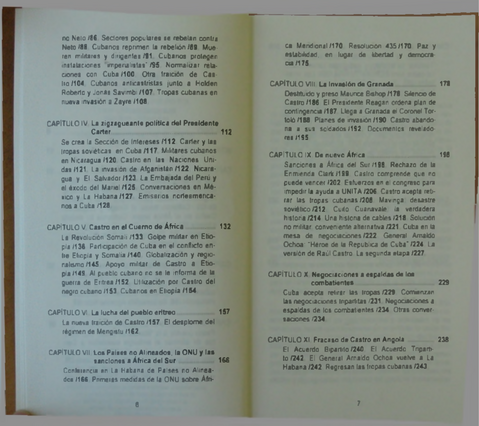 no Neto /86. Sectores populares se rebelan contra
Neto /88. Cubanos reprimen la rebelión /89. Mue-
ren militares y dirigentes /91. Cubanos protegen
instalaciones "imperialistas" /95. Normalizar rela-
ciones con Cuba /100. Otra traición de Cas-
tro /104. Cubanos anticastristas junto a Holden
Roberto y Jonas Savimbi /107. Tropas cubanas en
nueva invasión a Zayre /108.
CAPÍTULO IV. La zigzagueante política del Presidente
Carter 112
Se crea la Sección de Intereses /112. Carter y las
tropas soviéticas en Cuba /117. Militares cubanos
en Nicaragua /120. Castro en las Naciones Uni-
das /121. La invasión de Afganistán /122. Nicara-
gua y El Salvador /123. La Embajada del Perú y
el éxodo del Mariel /125. Conversaciones en Mé-
xico y La Habana /127. Emisarios norteamerica-
nos a Cuba /128.
CAPÍTULO V. Castro en el Cuerno de África 132
La Revolución Somalí /133. Golpe militar en Etio-
pía /136. Participación de Cuba en el conflicto en-
tre Etiopía y Somalia /140. Globalización y regio-
nalismo /145. Apoyo militar de Castro a Etio-
pía /149. Al pueblo cubano no se le informa de la
guerra de Eritrea /152. Utilización por Castro del
negro cubano /153. Cubanos en Etiopía /154.
CAPÍTULO VI. La lucha del pueblo eritreo 157
La nueva traición de Castro /157. El desplome del
régimen de Mengistu /162.
CAPÍTULO VII. Los Países no Alineados, la ONU y las
sanciones a África del Sur 166
Conferencia en La Habana de Países no Alinea-
dos /166. Primeras medidas de la ONU sobre Áfri-
6
ca Meridional /170. Resolución 435 /170. Paz y
estabilidad en lugar de libertad y democra-
cia /175.
CAPÍTULO VIII. La Invasión de Granada 178
Destituido y preso Maurice Bishop /178. Silencio de
Castro /186. El Presidente Reagan ordena plan de
contingencia /187. Llega a Granada el Coronel Tor-
toló /188. Planes de invasión /190. Castro abando-
na a sus soldados /192. Documentos revelado-
res /195.
CAPÍTULO IX. De nuevo África 198
Sanciones a África del Sur /198. Rechazo de la
Enmienda Clark /199. Castro comprende que no
puede vencer /202. Esfuerzos en el congreso para
impedir la ayuda a UNITA /206. Castro acepta reti-
rar las tropas cubanas /208. Mavinga: desastre
soviético /212. Cuito Cuanavale: la verdadera
historia /214. Una historia de cables /218. Solución
no militar, conveniente alternativa /221. Cuba en la
mesa de negociaciones /222. General Arnaldo
Ochoa: "Héroe de la República de Cuba" /224. La
versión de Raúl Castro. La segunda etapa /227.
CAPÍTULO X. Negociaciones a espaldas de los
combatientes 229
Cuba acepta retirar las tropas /229. Comienzan
las negociaciones tripartitas /231. Negociaciones a
espaldas de los combatientes /234. Otras conver-
saciones /234.
CAPÍTULO XI. Fracaso de Castro en Angola 238
El Acuerdo Bipartito /240. El Acuerdo Tripart-
ito /242. El General Arnaldo Ochoa vuelve a La
Habana /242. Regresan las tropas cubanas /243.
7